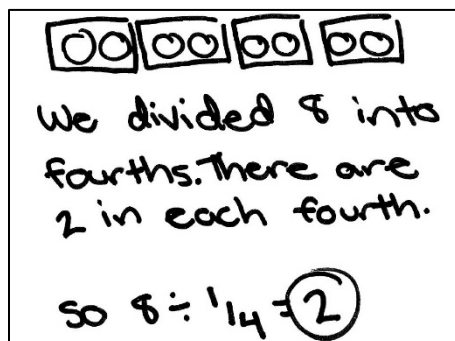 We divided 8 into
fourths. There are
2 in each fourth.
so 8 ÷ 1/4 = 2